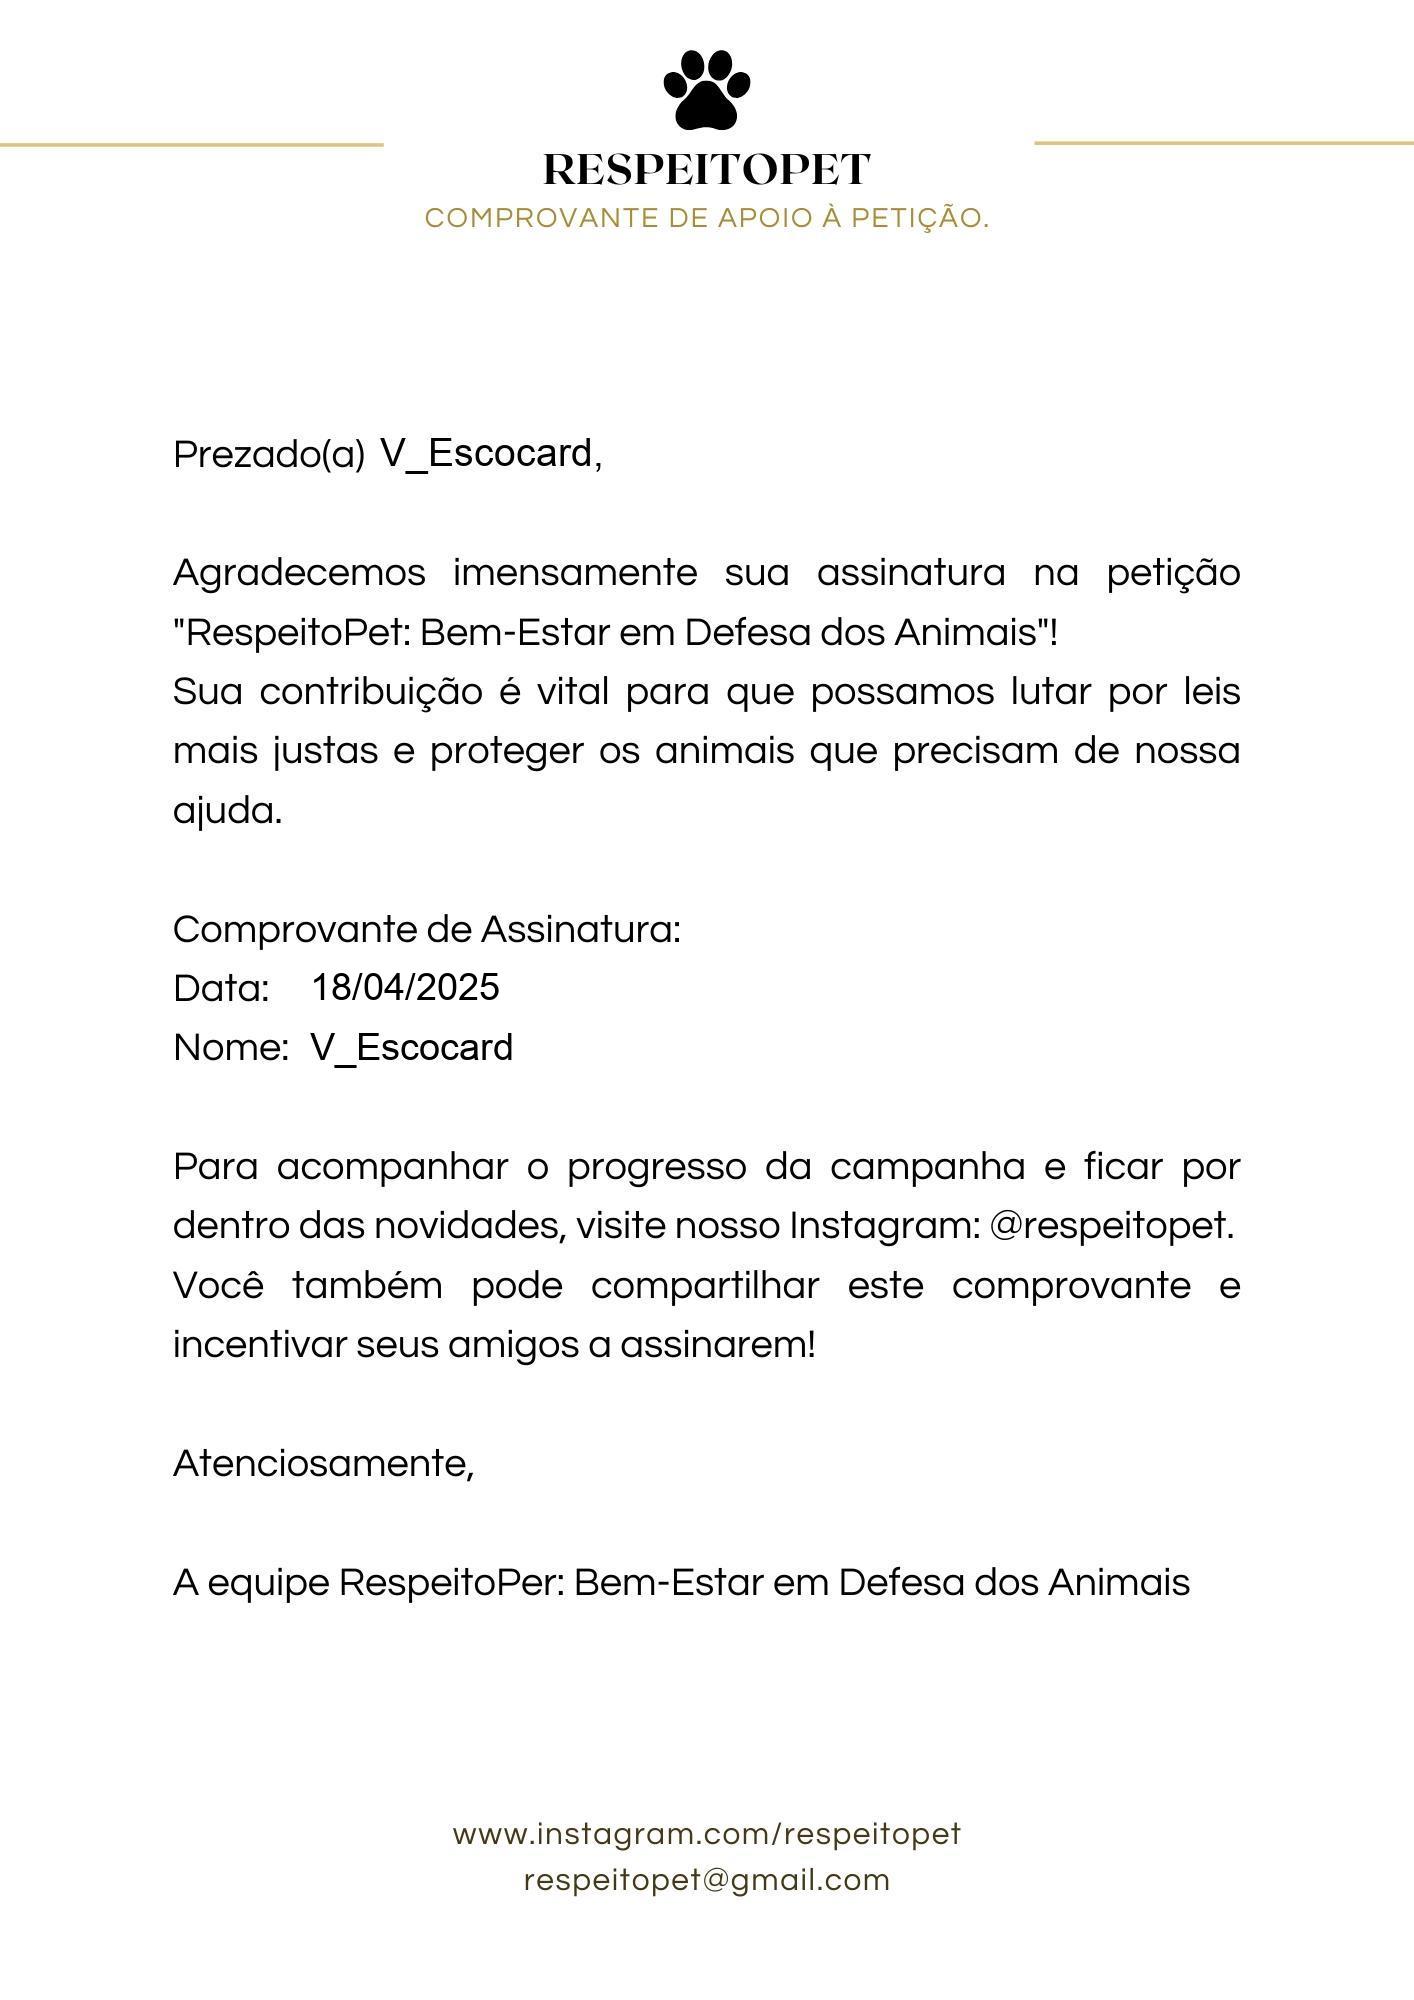 RESPEITOPET
COMPROVANTE DE APOIO À PETIÇÃO.
Prezado(a) V_Escocard,
Agradecemos imensamente sua assinatura na petição
"RespeitoPet: Bem-Estar em Defesa dos Animais"!
Sua contribuição é vital para que possamos lutar por leis
mais justas e proteger os animais que precisam de nossa
ajuda.
Comprovante de Assinatura:
Data: 18/04/2025
Nome: V_Escocard
Para acompanhar o progresso da campanha e ficar por
dentro das novidades, visite nosso Instagram: @respeitopet.
Você também pode compartilhar este comprovante e
incentivar seus amigos a assinarem!
Atenciosamente,
A equipe RespeitoPer: Bem-Estar em Defesa dos Animais
www.instagram.com/respeitopet
respeitopet@gmail.com